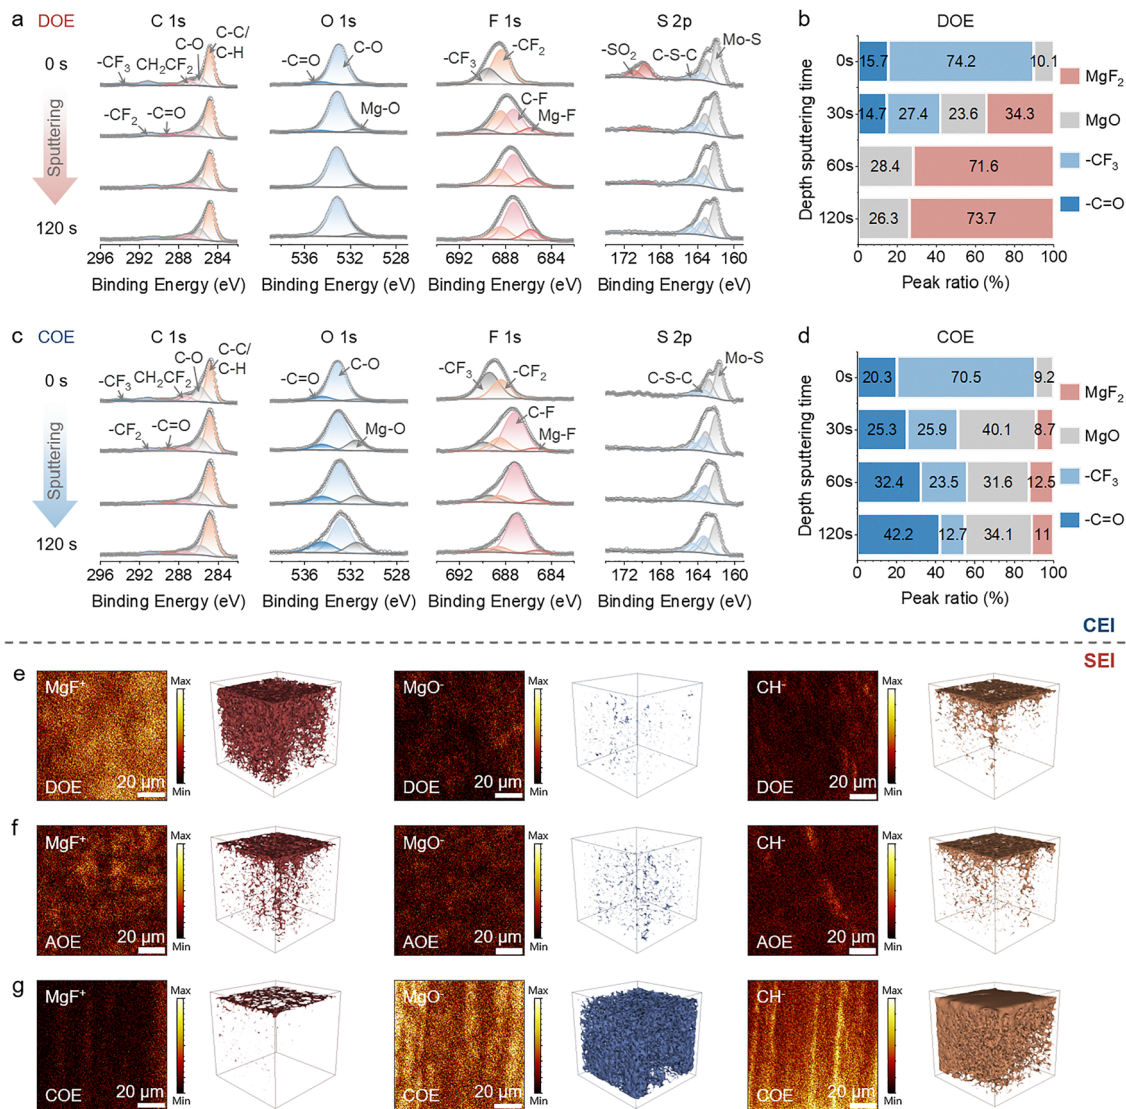 a DOE C 1s O 1s F 1s S 2p
C-C/
C-H
C-O
-CF3 CH2CF2
-C=O C-O
-CF3 -CF2
-SO2 C-S-C Mo-S
0 s
Sputtering
120 s
-CF2 -C=O
Mg-O
C-F
Mg-F
296 292 288 284
536 532 528
692 688 684
172 168 164 160
Binding Energy (eV) Binding Energy (eV) Binding Energy (eV) Binding Energy (eV)
b DOE
Depth sputtering time
0s 15.7 74.2 10.1
30s 14.7 27.4 23.6 34.3
60s 28.4 71.6
120s 26.3 73.7
0 20 40 60 80 100
Peak ratio (%)
MgF2
MgO
-CF3
-C=O
c COE C 1s O 1s F 1s S 2p
C-C/
C-H
C-O
-CF3 CH2CF2
-C=O C-O
-CF3 -CF2
C-S-C Mo-S
0 s
Sputtering
120 s
-CF2 -C=O
Mg-O
C-F
Mg-F
296 292 288 284
536 532 528
692 688 684
172 168 164 160
Binding Energy (eV) Binding Energy (eV) Binding Energy (eV) Binding Energy (eV)
d COE
Depth sputtering time
0s 20.3 70.5 9.2
30s 25.3 25.9 40.1 8.7
60s 32.4 23.5 31.6 12.5
120s 42.2 12.7 34.1 11
0 20 40 60 80 100
Peak ratio (%)
MgF2
MgO
-CF3
-C=O
CEI
SEI
e MgF+ Max MgO- Max CH- Max
20 μm 20 μm 20 μm
DOE Min DOE Min DOE Min
f MgF+ Max MgO- Max CH- Max
20 μm 20 μm 20 μm
AOE Min AOE Min AOE Min
g MgF+ Max MgO- Max CH- Max
20 μm 20 μm 20 μm
COE Min COE Min COE Min